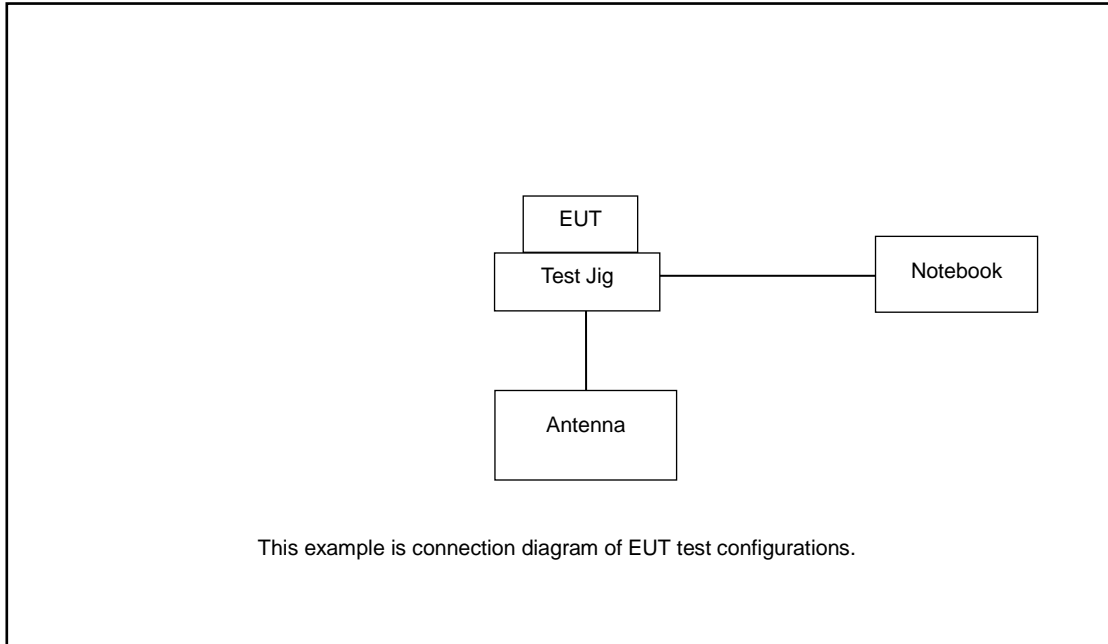 EUT
Test Jig
Notebook
Antenna
This example is connection diagram of EUT test configurations.